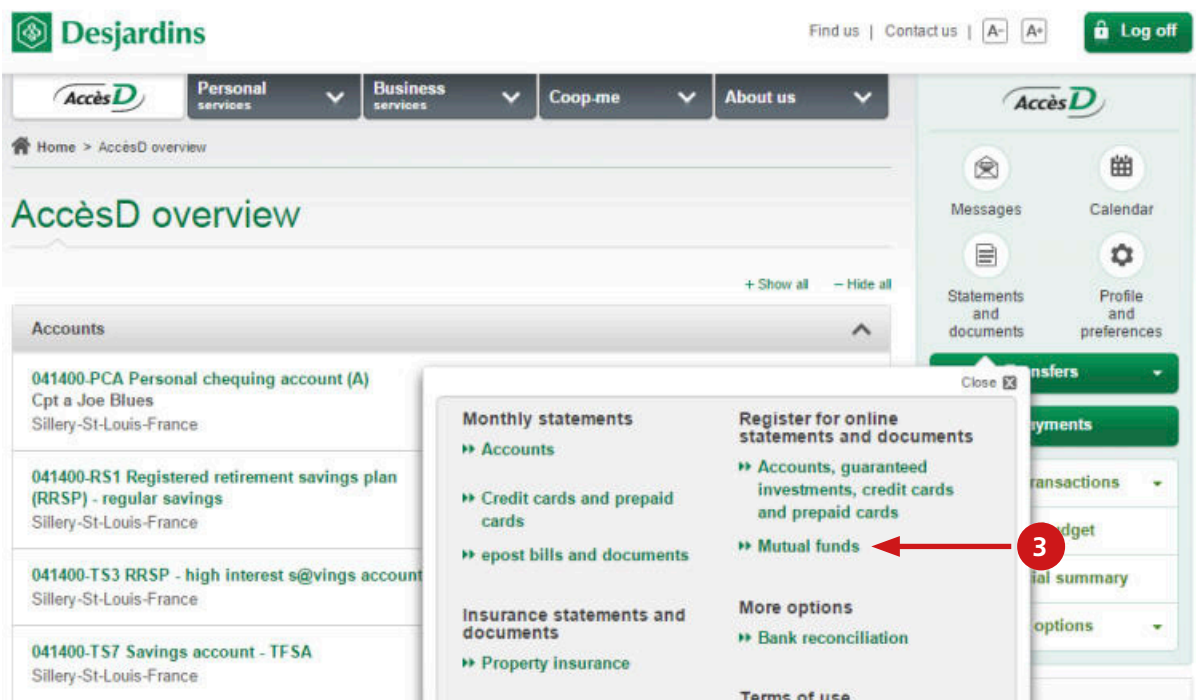 Desjardins
Find us | Contact us | A- A+
Log off
AccèsD
Personal
services
Business
services
Coop-me
About us
AccèsD
Home > AccèsD overview
Messages
Calendar
AccèsD overview
Statements
and
documents
Profile
and
preferences
+ Show all – Hide all
Accounts
041400-PCA Personal chequing account (A)
Cpt a Joe Blues
Sillery-St-Louis-France
041400-RS1 Registered retirement savings plan
(RRSP) - regular savings
Sillery-St-Louis-France
041400-TS3 RRSP - high interest s@vings account
Sillery-St-Louis-France
041400-TS7 Savings account - TFSA
Sillery-St-Louis-France
Close
Monthly statements
Accounts
Credit cards and prepaid
cards
epost bills and documents
Insurance statements and
documents
Property insurance
Register for online
statements and documents
Accounts, guaranteed
investments, credit cards
and prepaid cards
Mutual funds
3
More options
Bank reconciliation
Terms of use
summary
options